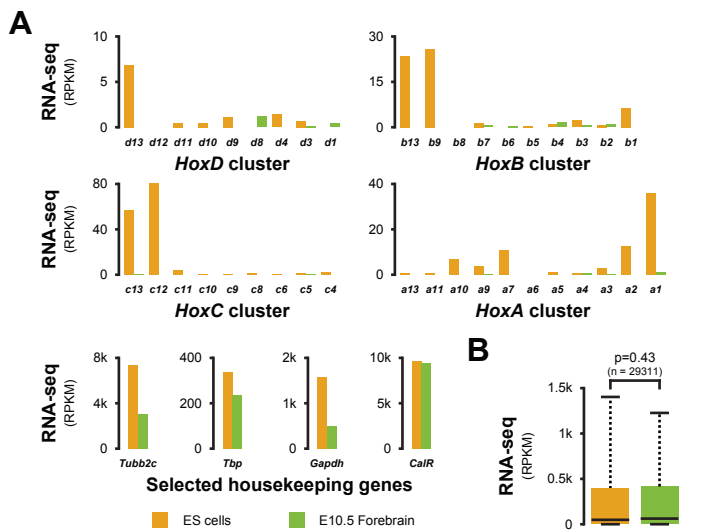 A
RNA-seq
(RPKM)
10
5
0
d13 d12 d11 d10 d9 d8 d4 d3 d1
HoxD cluster
30
15
0
b13 b9 b8 b7 b6 b5 b4 b3 b2 b1
HoxB cluster
RNA-seq
(RPKM)
80
40
0
c13 c12 c11 c10 c9 c8 c6 c5 c4
HoxC cluster
40
20
0
a13 a11 a10 a9 a7 a6 a5 a4 a3 a2 a1
HoxA cluster
RNA-seq
(RPKM)
8k
4k
0
Tubb2c
400
200
0
Tbp
2k
1k
0
Gapdh
10k
5k
0
CalR
Selected housekeeping genes
ES cells
E10.5 Forebrain
B
p=0.43
(n = 29311)
RNA-seq
(RPKM)
1.5k
1k
0.5k
0